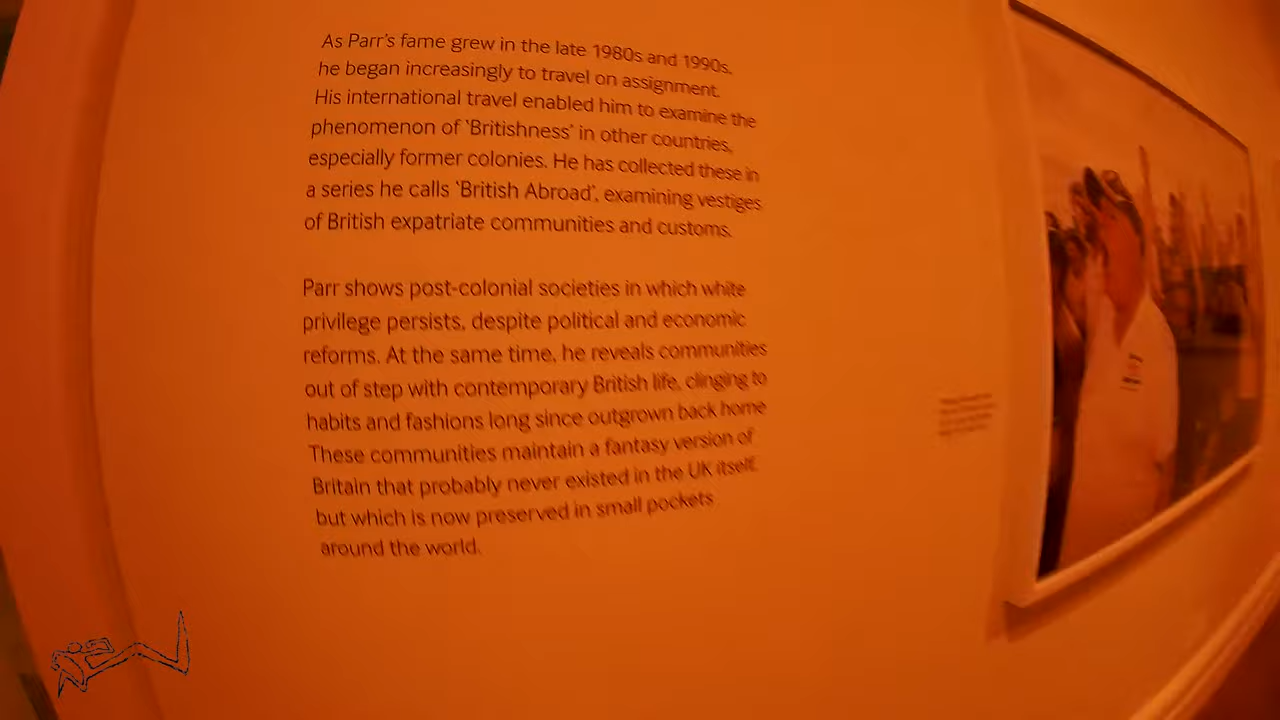 As Parr's fame grew in the late 1980s and 1990s,
he began increasingly to travel on assignment.
His international travel enabled him to examine the
phenomenon of 'Britishness' in other countries,
especially former colonies. He has collected these in
a series he calls 'British Abroad', examining vestiges
of British expatriate communities and customs.
Parr shows post-colonial societies in which white
privilege persists, despite political and economic
reforms. At the same time, he reveals communities
out of step with contemporary British life, clinging to
habits and fashions long since outgrown back home
These communities maintain a fantasy version of
Britain that probably never existed in the UK itself,
but which is now preserved in small pockets
around the world.